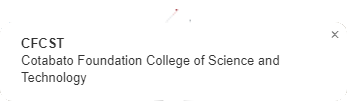 CFCST
Cotabato Foundation College of Science and
Technology